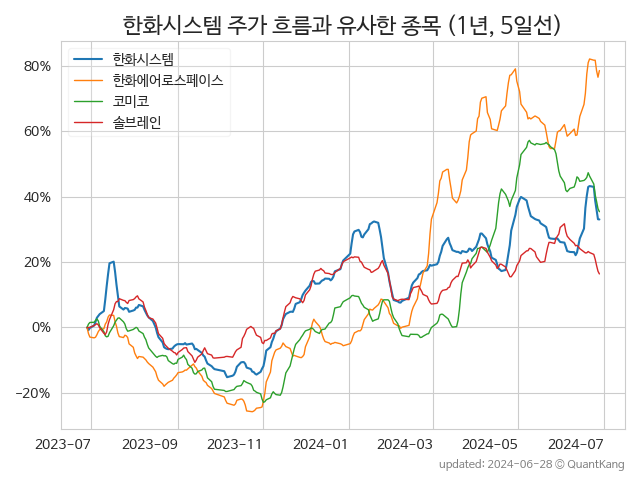 한화시스템 주가 흐름과 유사한 종목 (1년, 5일선)
한화시스템
한화에어로스페이스
코미코
솔브레인
80%
60%
40%
20%
0%
−20%
2023-07 2023-09 2023-11 2024-01 2024-03 2024-05 2024-07
updated: 2024-06-28 © QuantKang